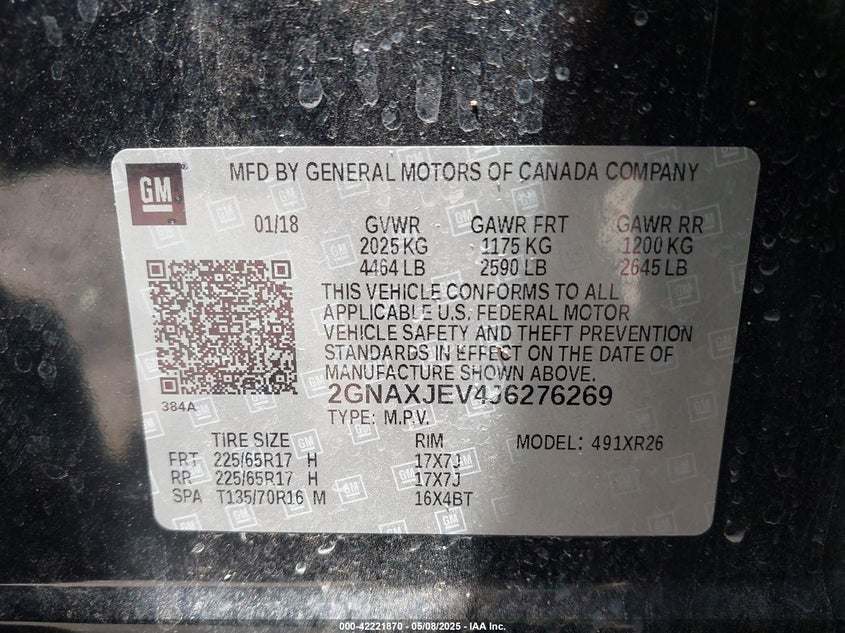 GM
MFD BY GENERAL MOTORS OF CANADA COMPANY
01/18 GVWR GAWR FRT GAWR RR
2025 KG 1175 KG 1200 KG
4464 LB 2590 LB 2645 LB
THIS VEHICLE CONFORMS TO ALL
APPLICABLE U.S. FEDERAL MOTOR
VEHICLE SAFETY AND THEFT PREVENTION
STANDARDS IN EFFECT ON THE DATE OF
MANUFACTURE SHOWN ABOVE.
384A 2GNAXJEV4J6276269
TYPE: M.P.V.
TIRE SIZE RIM MODEL: 491XR26
FRT 225/65R17 H 17X7J
RR 225/65R17 H 17X7J
SPA T135/70R16 M 16X4BT
000-42221870 - 05/08/2025 - IAA Inc.